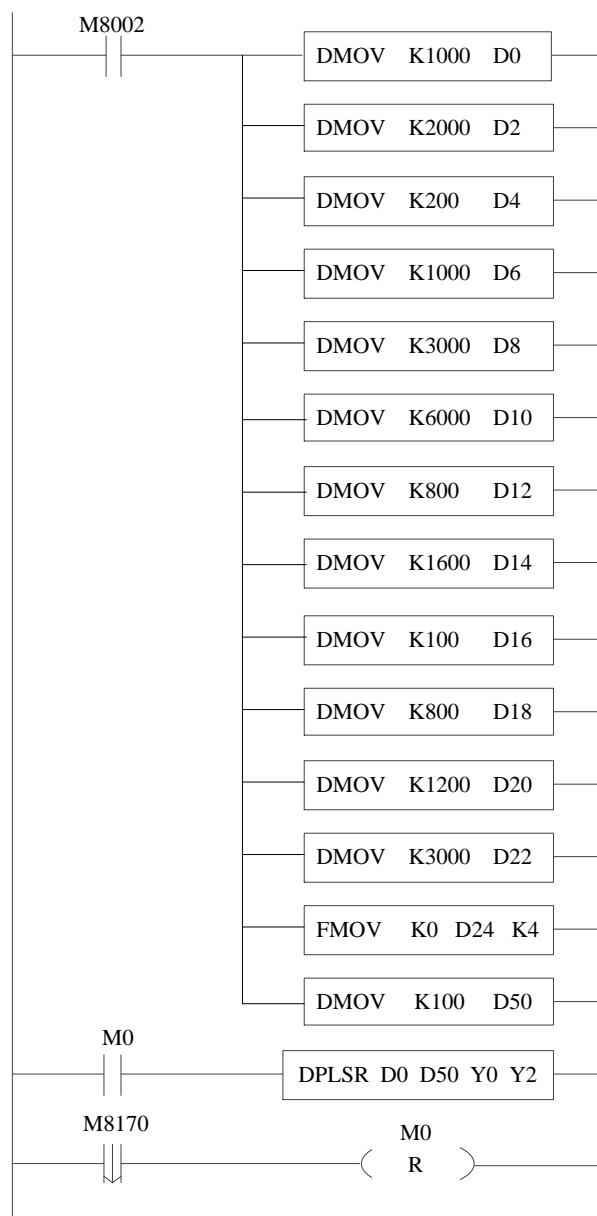 M8002
DMOV K1000 D0
DMOV K2000 D2
DMOV K200 D4
DMOV K1000 D6
DMOV K3000 D8
DMOV K6000 D10
DMOV K800 D12
DMOV K1600 D14
DMOV K100 D16
DMOV K800 D18
DMOV K1200 D20
DMOV K3000 D22
FMOV K0 D24 K4
DMOV K100 D50
M0
DPLSR D0 D50 Y0 Y2
M8170
M0
R